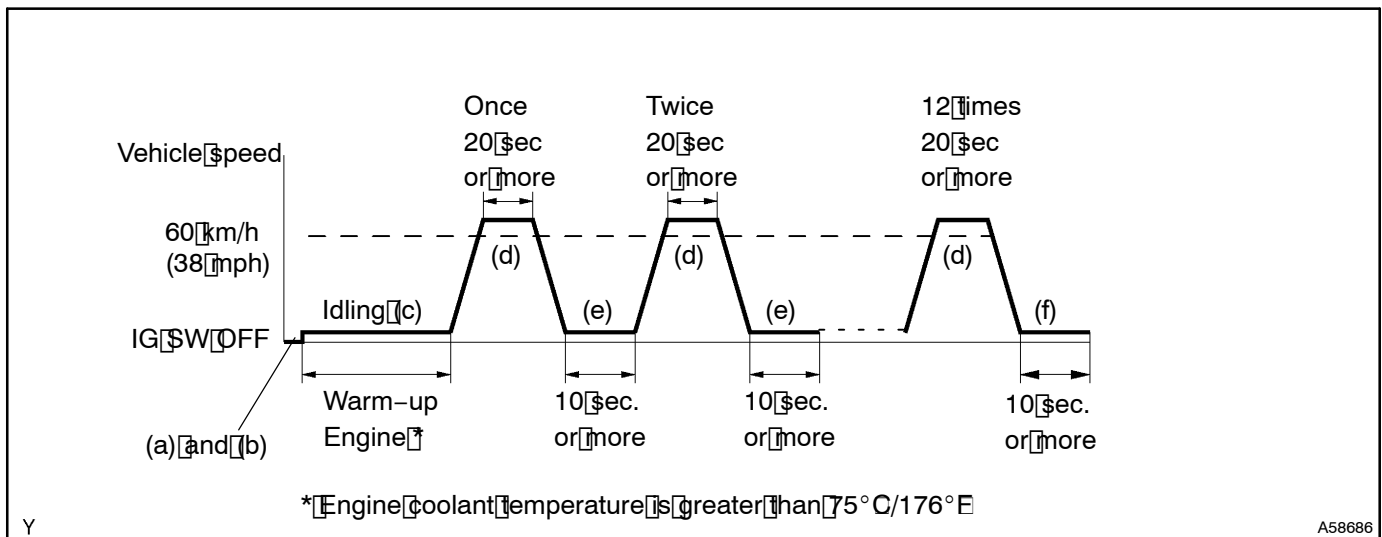 Once
20 sec
or more
Twice
20 sec
or more
12 times
20 sec
or more
Vehicle speed
60 km/h
(38 mph)
(d)
(d)
(d)
Idling (c)
(e)
(e)
(f)
IG SW OFF
Warm-up
Engine *
10 sec.
or more
10 sec.
or more
10 sec.
or more
(a) and (b)
* Engine coolant temperature is greater than 75°C/176°F
Y
A58686